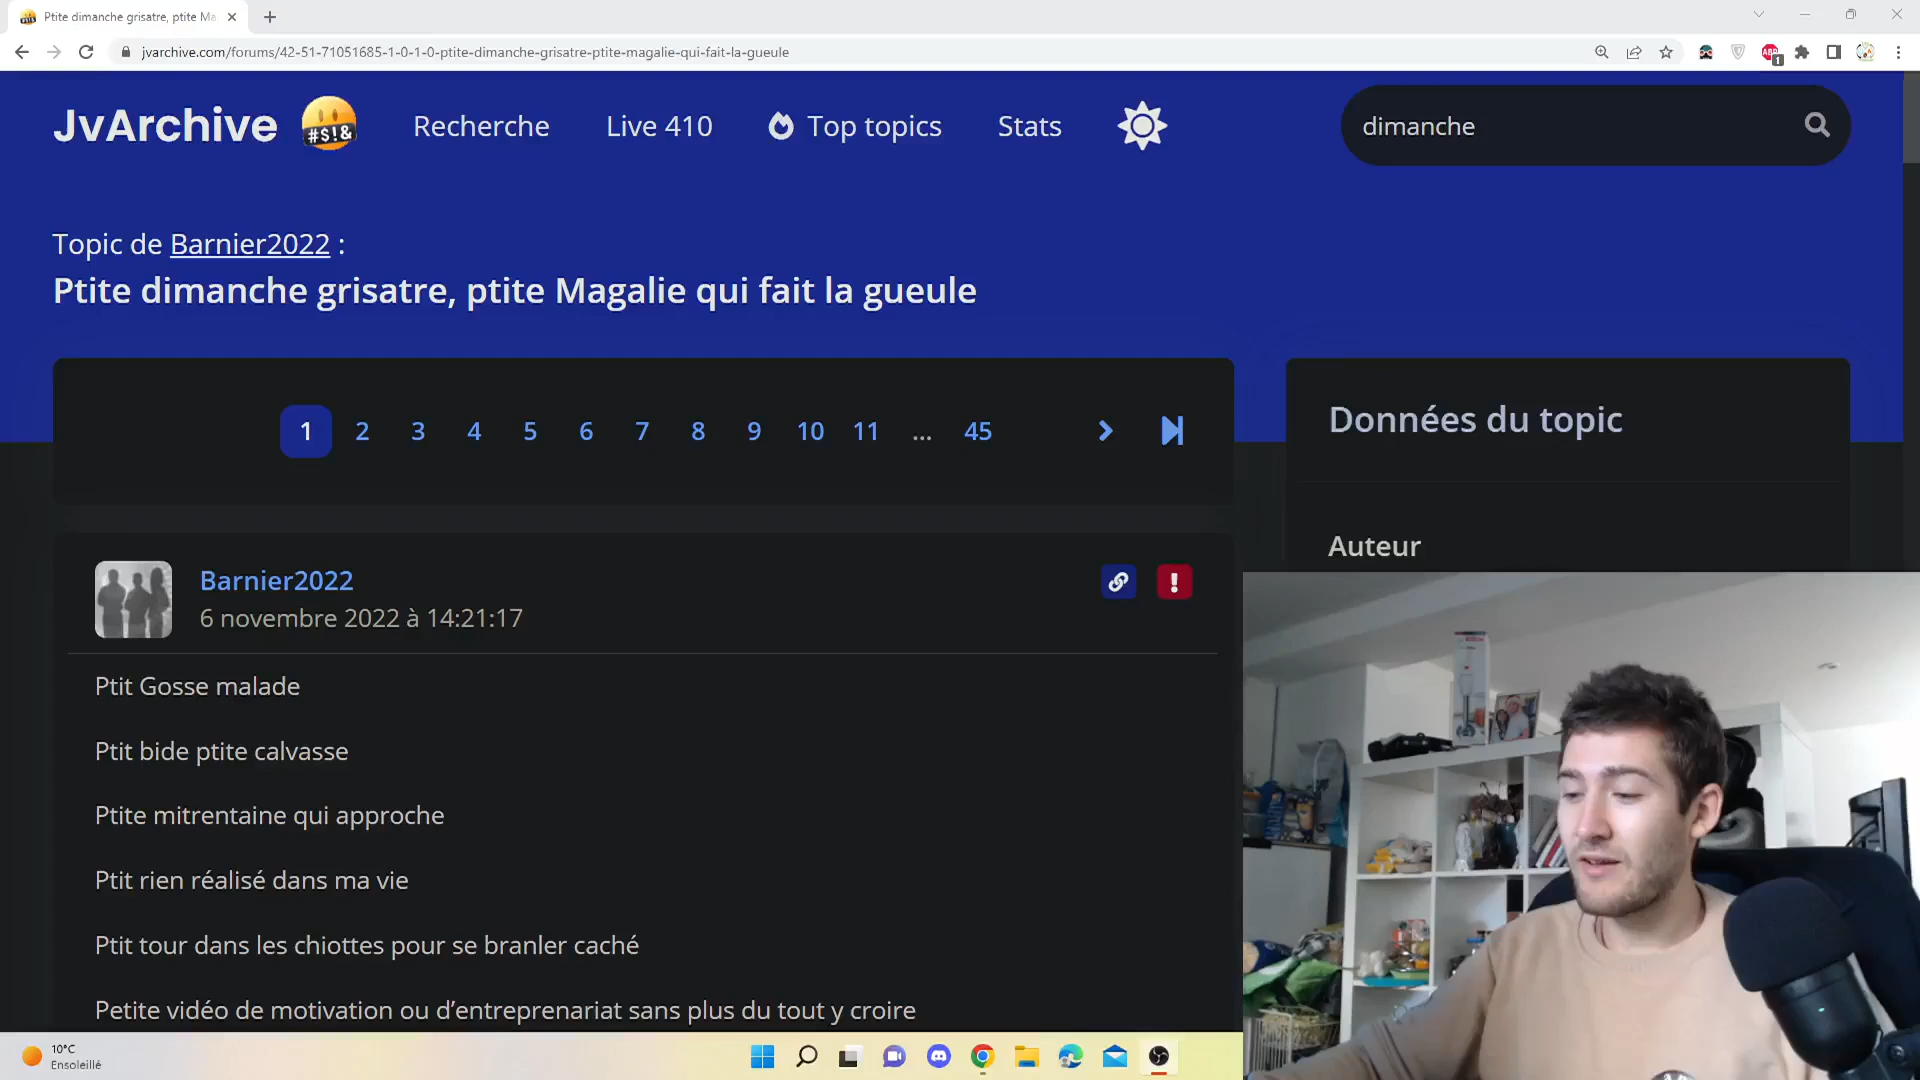 Ptite dimanche grisatre, ptite Ma
jvarchive.com/forums/42-51-71051685-1-0-1-0-ptite-dimanche-grisatre-ptite-magalie-qui-fait-la-gueule
ABP
1
JvArchive
#$!&
Recherche
Live 410
Top topics
Stats
dimanche
Topic de Barnier2022 :
Ptite dimanche grisatre, ptite Magalie qui fait la gueule
1 2 3 4 5 6 7 8 9 10 11 ... 45
Données du topic
Auteur
Barnier2022
6 novembre 2022 à 14:21:17
Ptit Gosse malade
Ptit bide ptite calvasse
Ptite mitrentaine qui approche
Ptit rien réalisé dans ma vie
Ptit tour dans les chiottes pour se branler caché
Petite vidéo de motivation ou d’entreprenariat sans plus du tout y croire
10°C
Ensoleillé